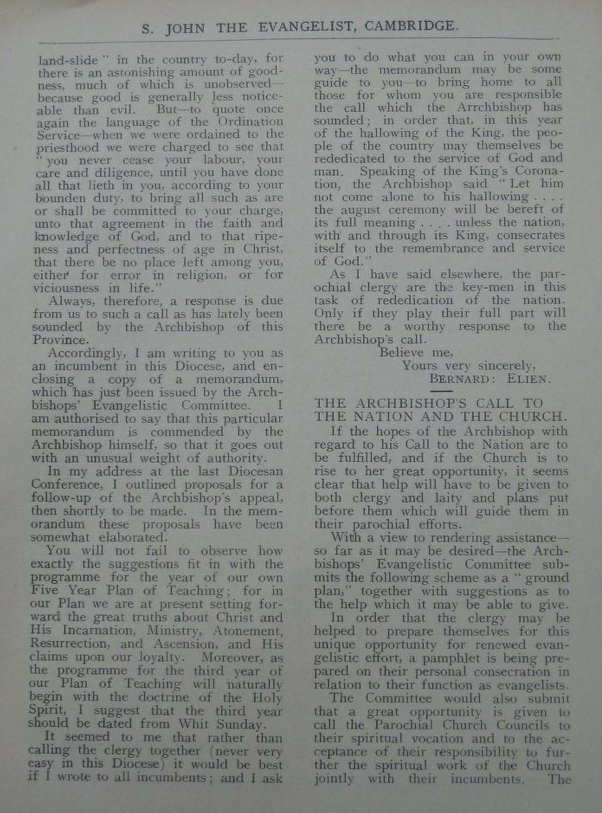 S. JOHN THE EVANGELIST, CAMBRIDGE.
land-slide " in the country to-day, for
there is an astonishing amount of good-
ness, much of which is unobserved—
because good is generally less notice-
able than evil. But—to quote once
again the language of the Ordination
Service—when we were ordained to the
priesthood we were charged to see that
" you never cease your labour, your
care and diligence, until you have done
all that lieth in you, according to your
bounden duty, to bring all such as are
or shall be committed to your charge,
unto that agreement in the faith and
knowledge of God, and to that ripe-
ness and perfectness of age in Christ,
that there be no place left among you,
either for error in religion, or for
viciousness in life."
Always, therefore, a response is due
from us to such a call as has lately been
sounded by the Archbishop of this
Province.
Accordingly, I am writing to you as
an incumbent in this Diocese, and en-
closing a copy of a memorandum,
which has just been issued by the Arch-
bishops' Evangelistic Committee. I
am authorised to say that this particular
memorandum is commended by the
Archbishop himself, so that it goes out
with an unusual weight of authority.
In my address at the last Diocesan
Conference, I outlined proposals for a
follow-up of the Archbishop's appeal,
then shortly to be made. In the mem-
orandum these proposals have been
somewhat elaborated.
You will not fail to observe how
exactly the suggestions fit in with the
programme for the year of our own
Five Year Plan of Teaching; for in
our Plan we are at present setting for-
ward the great truths about Christ and
His Incarnation, Ministry, Atonement,
Resurrection, and Ascension, and His
claims upon our loyalty. Moreover, as
the programme for the third year of
our Plan of Teaching will naturally
begin with the doctrine of the Holy
Spirit, I suggest that the third year
should be dated from Whit Sunday.
It seemed to me that rather than
calling the clergy together (never very
easy in this Diocese) it would be best
if I wrote to all incumbents; and I ask
you to do what you can in your own
way—the memorandum may be some
guide to you—to bring home to all
those for whom you are responsible
the call which the Arrchbishop has
sounded; in order that, in this year
of the hallowing of the King, the peo-
ple of the country may themselves be
rededicated to the service of God and
man. Speaking of the King's Corona-
tion, the Archbishop said " Let him
not come alone to his hallowing . . . .
the august ceremony will be bereft of
its full meaning . . . . unless the nation,
with and through its King, consecrates
itself to the remembrance and service
of God."
As I have said elsewhere, the par-
ochial clergy are the key-men in this
task of rededication of the nation.
Only if they play their full part will
there be a worthy response to the
Archbishop's call.
Believe me,
Yours very sincerely,
BERNARD: ELIEN.
THE ARCHBISHOP'S CALL TO
THE NATION AND THE CHURCH.
If the hopes of the Archbishop with
regard to his Call to the Nation are to
be fulfilled, and if the Church is to
rise to her great opportunity, it seems
clear that help will have to be given to
both clergy and laity and plans put
before them which will guide them in
their parochial efforts.
With a view to rendering assistance—
so far as it may be desired—the Arch-
bishops' Evangelistic Committee sub-
mits the following scheme as a " ground
plan," together with suggestions as to
the help which it may be able to give.
In order that the clergy may be
helped to prepare themselves for this
unique opportunity for renewed evan-
gelistic effort, a pamphlet is being pre-
pared on their personal consecration in
relation to their function as evangelists.
The Committee would also submit
that a great opportunity is given to
call the Parochial Church Councils to
their spiritual vocation and to the ac-
ceptance of their responsibility to fur-
ther the spiritual work of the Church
jointly with their incumbents. The